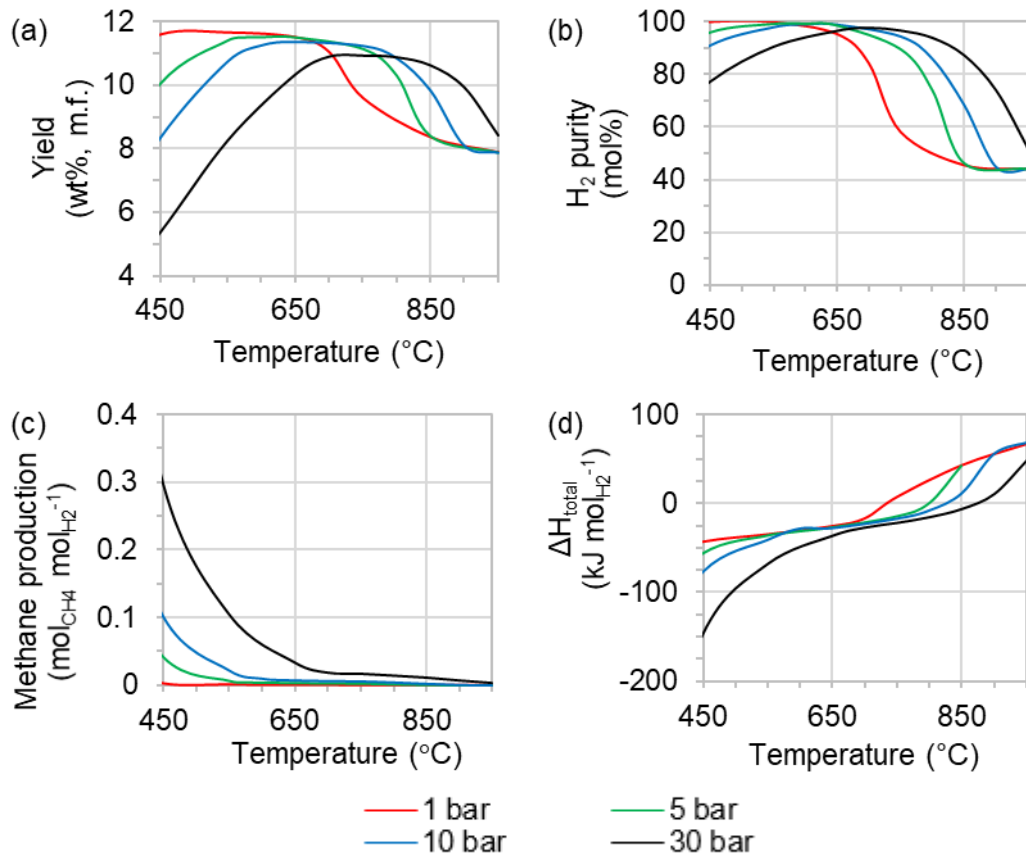 (a)
Yield
(wt%, m.f.)
12
10
8
6
4
450
650
850
Temperature (°C)
(b)
H2 purity
(mol%)
100
80
60
40
20
0
450
650
850
Temperature (°C)
(c)
Methane production
(molCH4 molH2-1)
0.4
0.3
0.2
0.1
0
450
650
850
Temperature (°C)
(d)
ΔHtotal
(kJ molH2-1)
100
0
-100
-200
450
650
850
Temperature (°C)
1 bar
5 bar
10 bar
30 bar